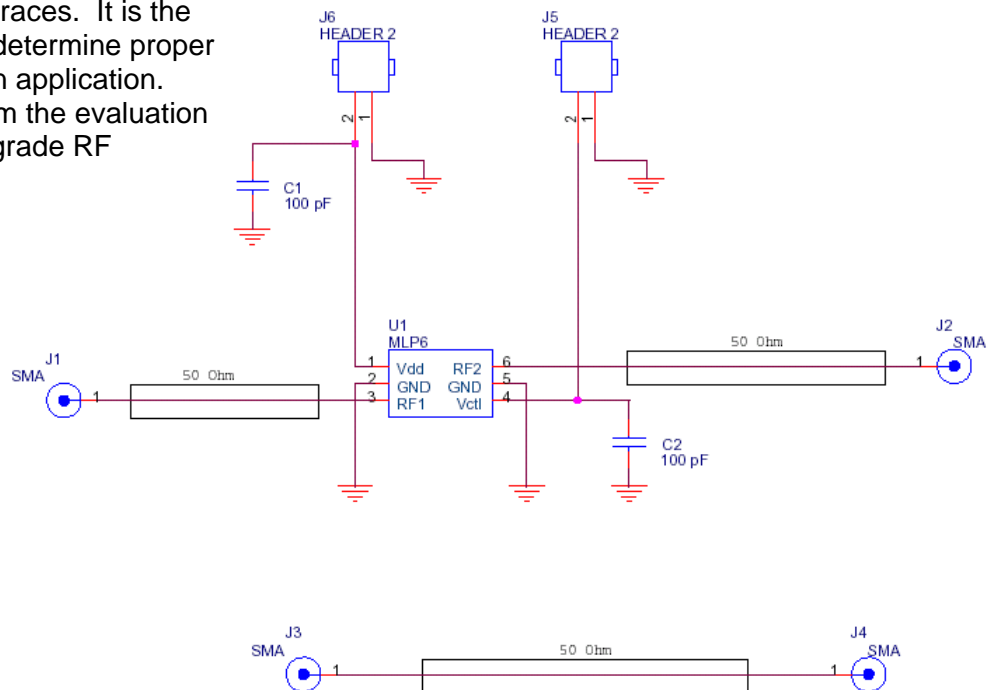 races. It is the
determine proper
application.
m the evaluation
grade RF
J6
HEADER 2
2
1
J5
HEADER 2
2
1
C1
100 pF
U1
MLP6
1
2
3
Vdd
GND
RF1
RF2
GND
Vctl
6
5
4
J1
SMA
1
50 Ohm
50 Ohm
1
J2
SMA
C2
100 pF
J3
SMA
1
50 Ohm
1
J4
SMA